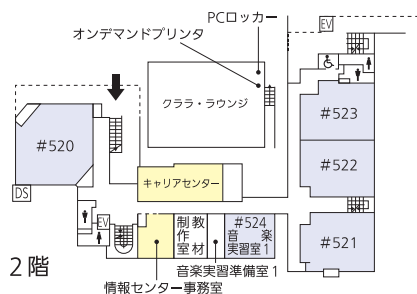 PCロッカー
オンデマンドプリンタ
EV
クララ・ラウンジ
#523
#520
#522
キャリアセンター
DS
EV
教材
制作室
#524
音楽
実習室1
#521
音楽実習準備室1
情報センター事務室
2階